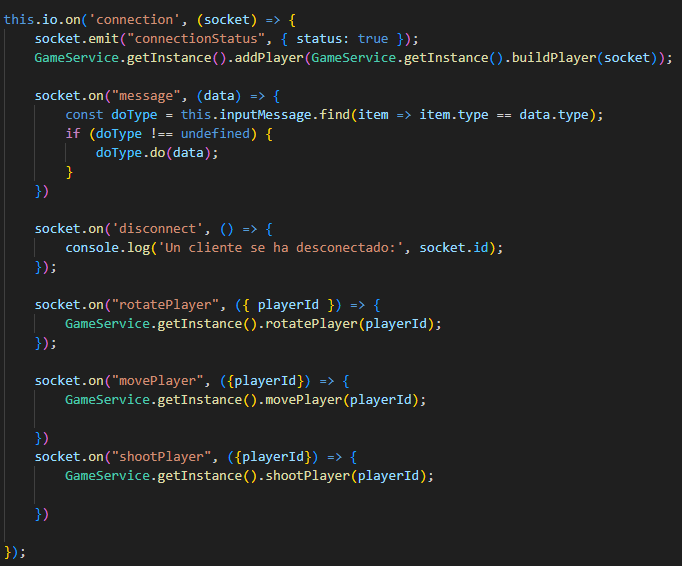 this.io.on('connection', (socket) => {
socket.emit("connectionStatus", { status: true });
GameService.getInstance().addPlayer(GameService.getInstance().buildPlayer(socket));
socket.on("message", (data) => {
const doType = this.inputMessage.find(item => item.type == data.type);
if (doType !== undefined) {
doType.do(data);
}
})
socket.on('disconnect', () => {
console.log('Un cliente se ha desconectado:', socket.id);
});
socket.on("rotatePlayer", ({ playerId }) => {
GameService.getInstance().rotatePlayer(playerId);
});
socket.on("movePlayer", ({playerId}) => {
GameService.getInstance().movePlayer(playerId);
})
socket.on("shootPlayer", ({playerId}) => {
GameService.getInstance().shootPlayer(playerId);
})
});